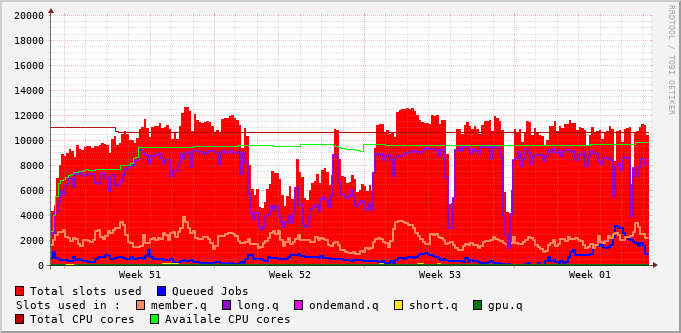 20000
18000
16000
14000
12000
10000
8000
6000
4000
2000
0
RRDTOOL / TOBI OETIKER
Week 51 Week 52 Week 53 Week 01
Total slots used Queued Jobs
Slots used in : member.q long.q ondemand.q short.q gpu.q
Total CPU cores Availale CPU cores